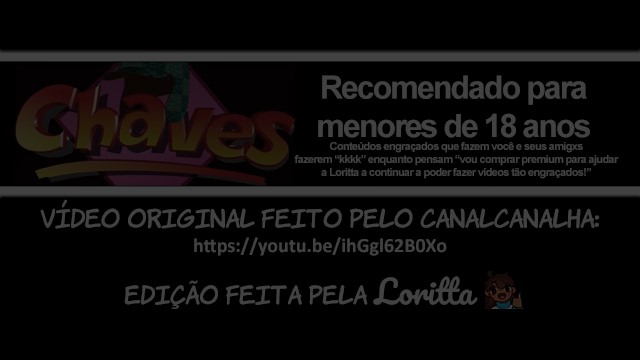 Chaves
Recomendado para
menores de 18 anos
Conteúdos engraçados que fazem você e seus amigxs
fazerem “kkkk” enquanto pensam “vou comprar premium para ajudar
a Loritta a continuar a poder fazer vídeos tão engraçados!”
VÍDEO ORIGINAL FEITO PELO CANALCANALHA:
https://youtu.be/ihGgl62B0Xo
EDIÇÃO FEITA PELA Loritta